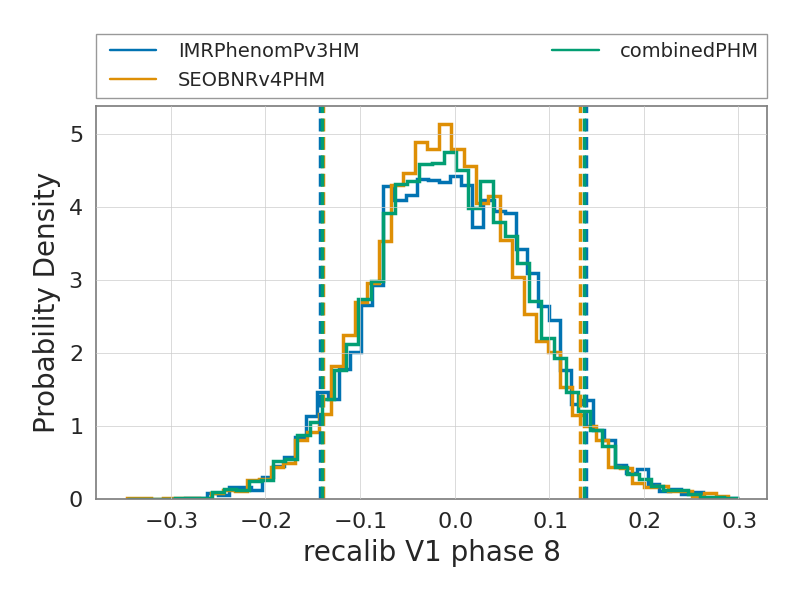 IMRPhenomPv3HM
SEOBNRv4PHM
combinedPHM
Probability Density
5
4
3
2
1
0
−0.3 −0.2 −0.1 0.0 0.1 0.2 0.3
recalib V1 phase 8